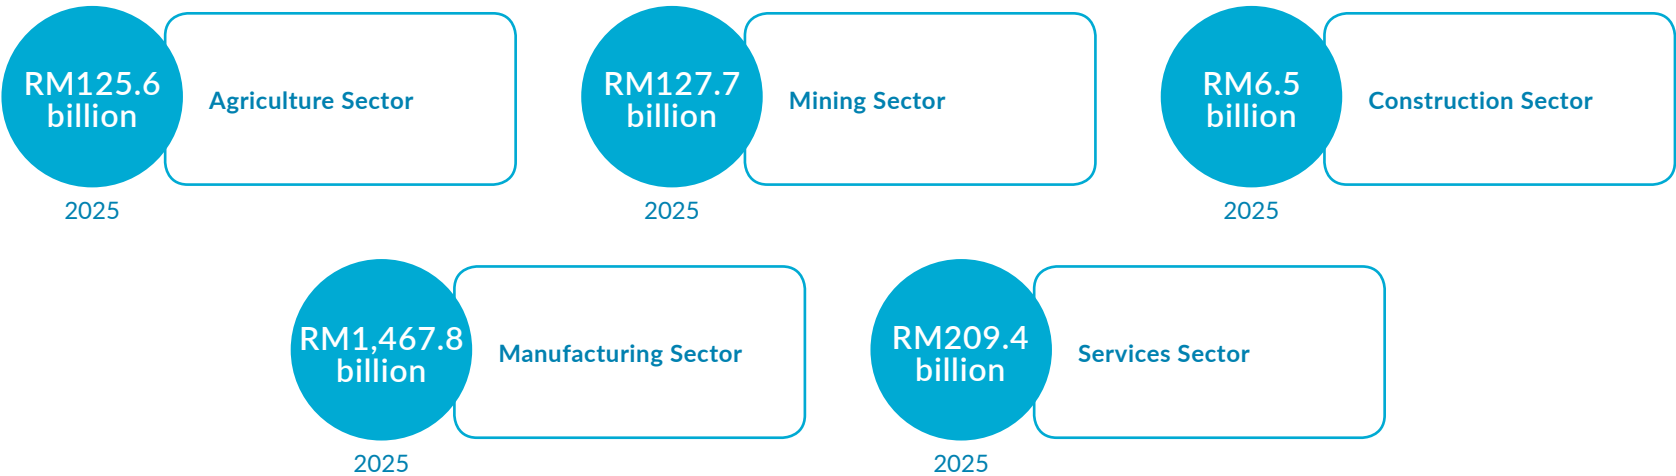 RM125.6
billion
Agriculture Sector
2025
RM127.7
billion
Mining Sector
2025
RM6.5
billion
Construction Sector
2025
RM1,467.8
billion
Manufacturing Sector
2025
RM209.4
billion
Services Sector
2025